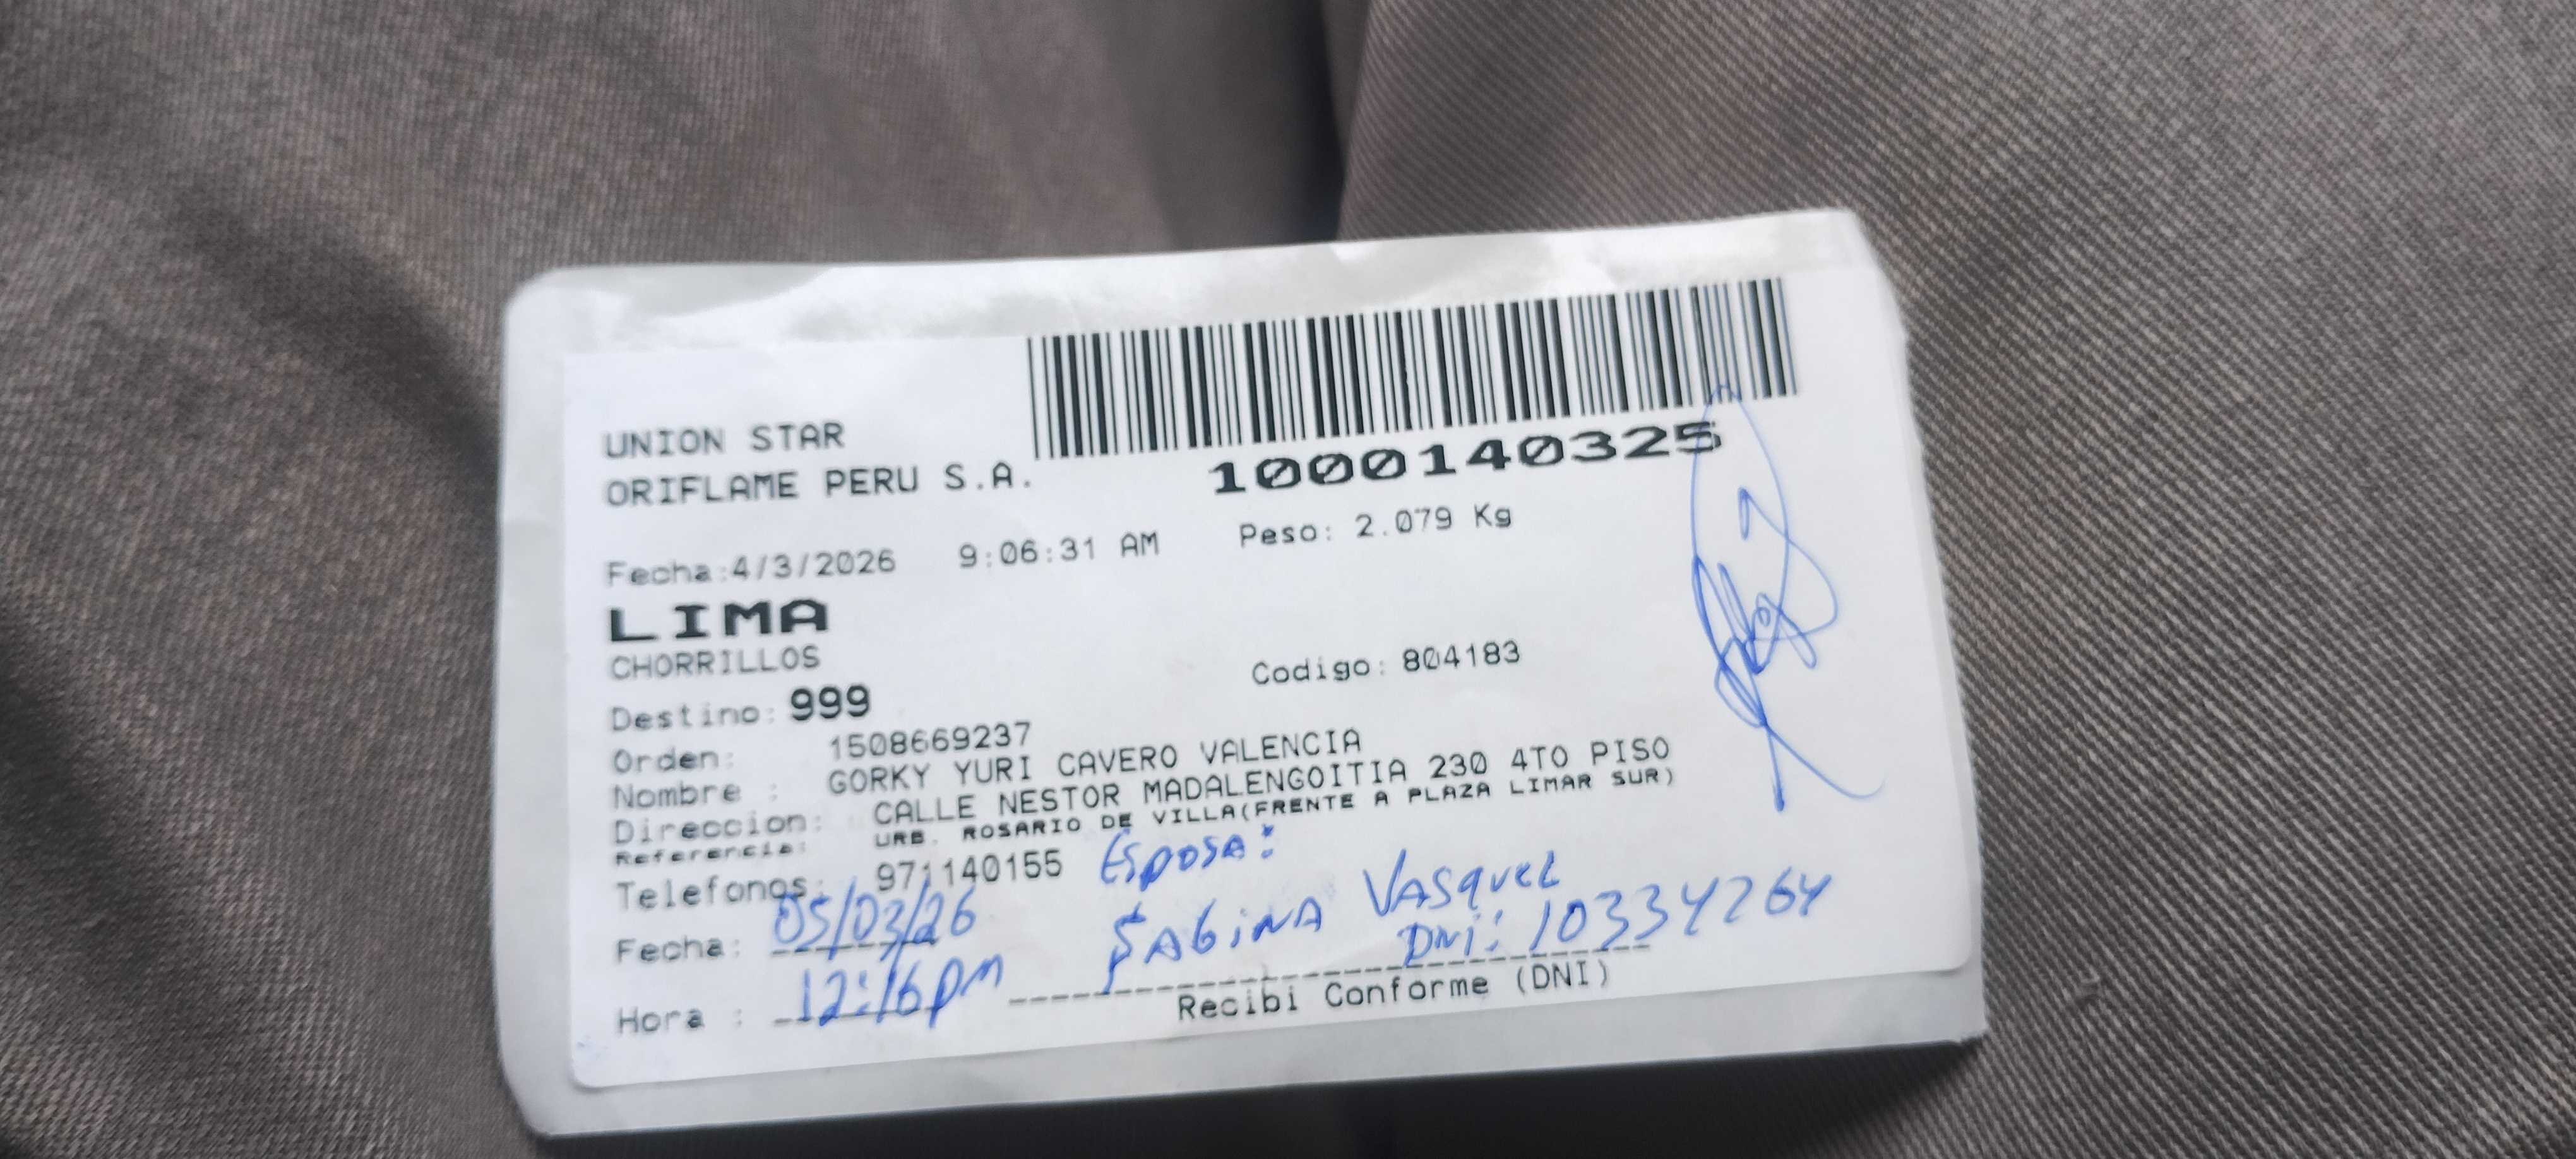 UNION STAR
ORIFLAME PERU S.A.
1000140325
Fecha:4/3/2026 9:06:31 AM Peso: 2.079 Kg
LIMA
CHORRILLOS
Destino: 999 Codigo: 804183
Orden: 1508669237
Nombre : GORKY YURI CAVERO VALENCIA
Direccion: CALLE NESTOR MADALENGOITIA 230 4TO PISO
Referencia: URB. ROSARIO DE VILLA(FRENTE A PLAZA LIMAR SUR)
Telefonos: 971140155 Esposa:
Fecha: 05/03/26 SABINA VASquez
DNi: 10334264
Hora : 12:16pm
Recibi Conforme (DNI)